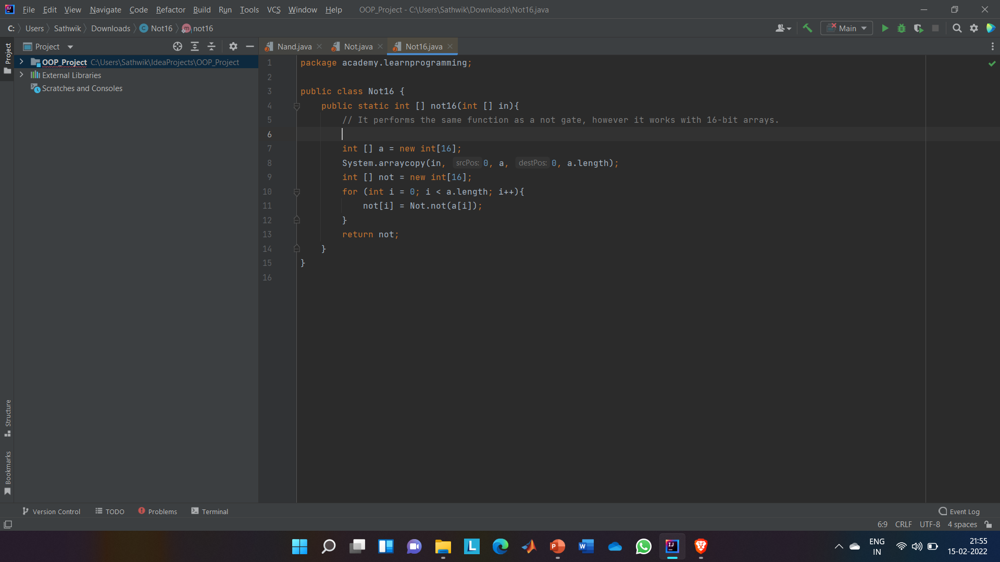 File Edit View Navigate Code Refactor Build Run Tools VCS Window Help OOP_Project - C:\Users\Sathwik\Downloads\Not16.java
C: Users Sathwik Downloads Not16 not16 Main
Project Nand.java Not.java Not16.java
Project
OOP_Project C:\Users\Sathwik\IdeaProjects\OOP_Project
External Libraries
Scratches and Consoles
1 package academy.learnprogramming;
2
3 public class Not16 {
4 public static int [] not16(int [] in){
5 // It performs the same function as a not gate, however it works with 16-bit arrays.
6
7 int [] a = new int[16];
8 System.arraycopy(in, srcPos: 0, a, destPos: 0, a.length);
9 int [] not = new int[16];
10 for (int i = 0; i < a.length; i++){
11 not[i] = Not.not(a[i]);
12 }
13 return not;
14 }
15 }
16
Structure
Bookmarks
Version Control TODO Problems Terminal Event Log
6:9 CRLF UTF-8 4 spaces
ENG 21:55
IN 15-02-2022